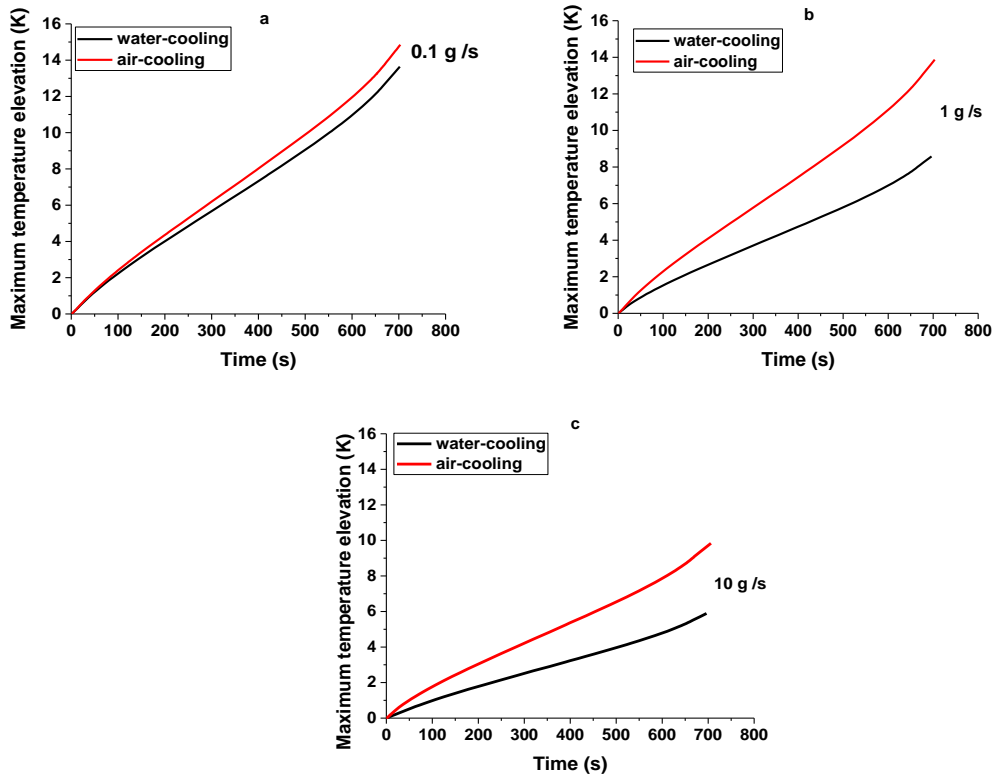 a
water-cooling
air-cooling
0.1 g /s
Maximum temperature elevation (K)
16
14
12
10
8
6
4
2
0
0 100 200 300 400 500 600 700 800
Time (s)
b
water-cooling
air-cooling
1 g /s
Maximum temperature elevation (K)
16
14
12
10
8
6
4
2
0
0 100 200 300 400 500 600 700 800
Time (s)
c
water-cooling
air-cooling
10 g /s
Maximum temperature elevation (K)
16
14
12
10
8
6
4
2
0
0 100 200 300 400 500 600 700 800
Time (s)